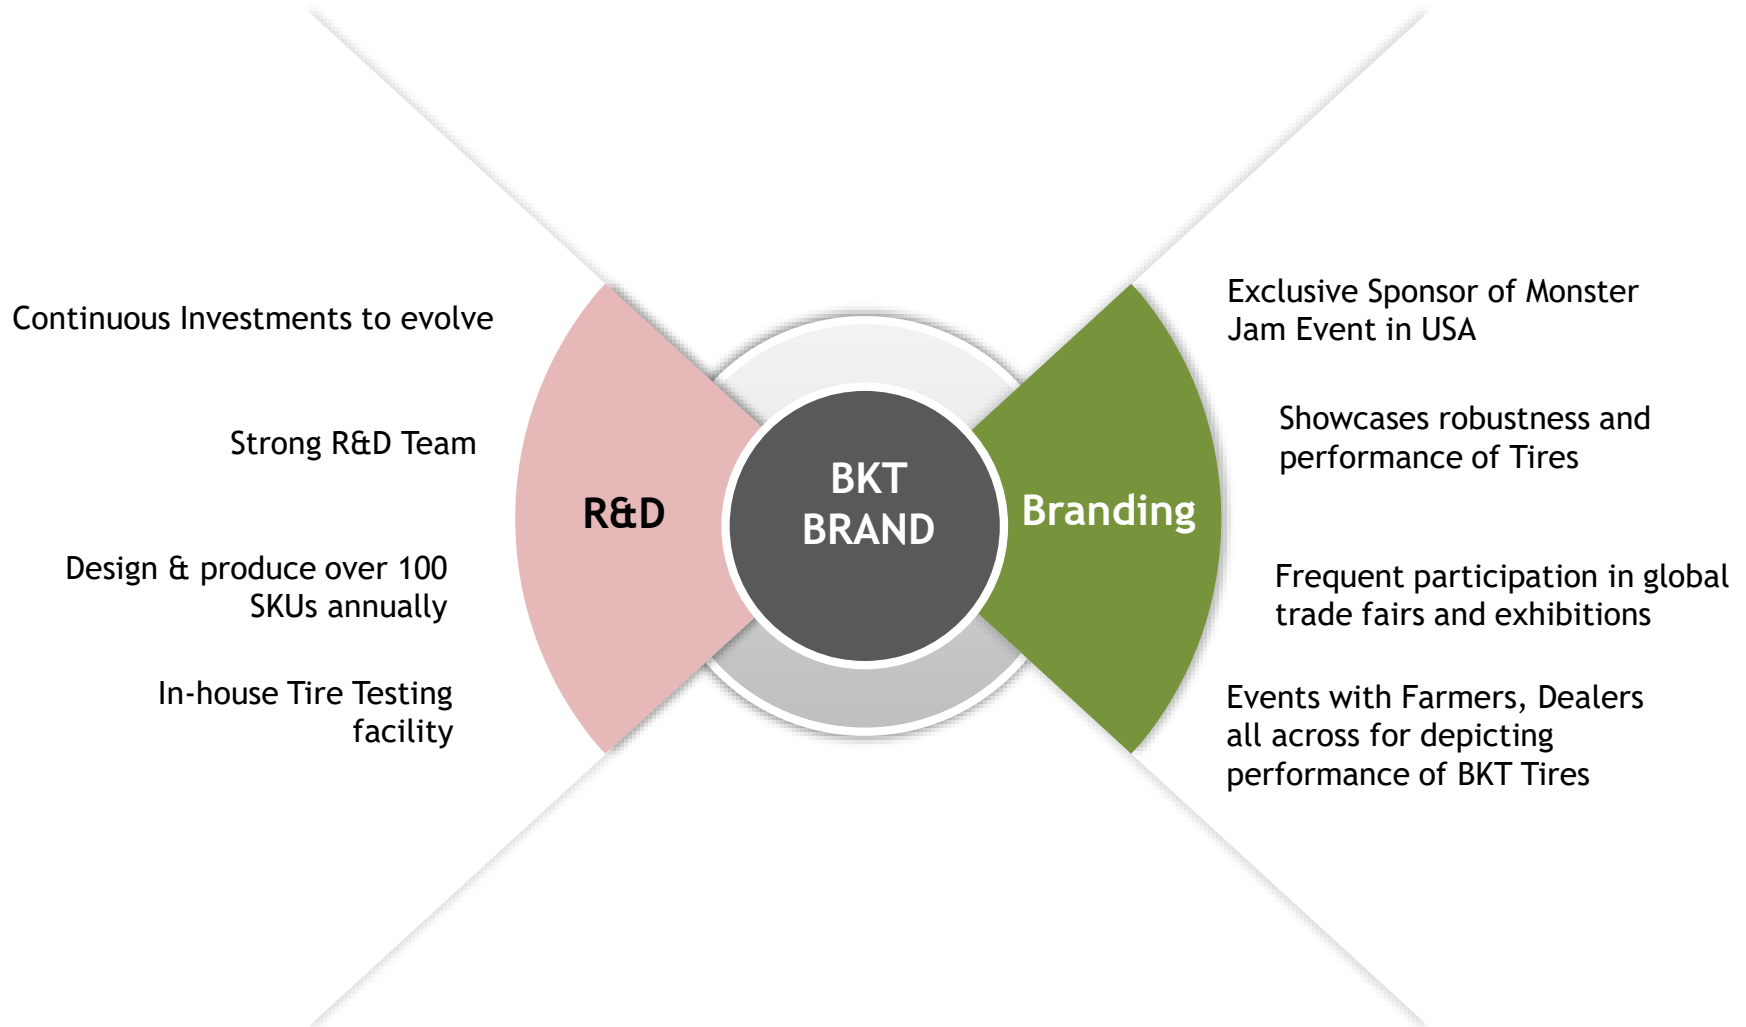 Continuous Investments to evolve
Strong R&D Team
Design & produce over 100
SKUs annually
In-house Tire Testing
facility
R&D
BKT
BRAND
Branding
Exclusive Sponsor of Monster
Jam Event in USA
Showcases robustness and
performance of Tires
Frequent participation in global
trade fairs and exhibitions
Events with Farmers, Dealers
all across for depicting
performance of BKT Tires